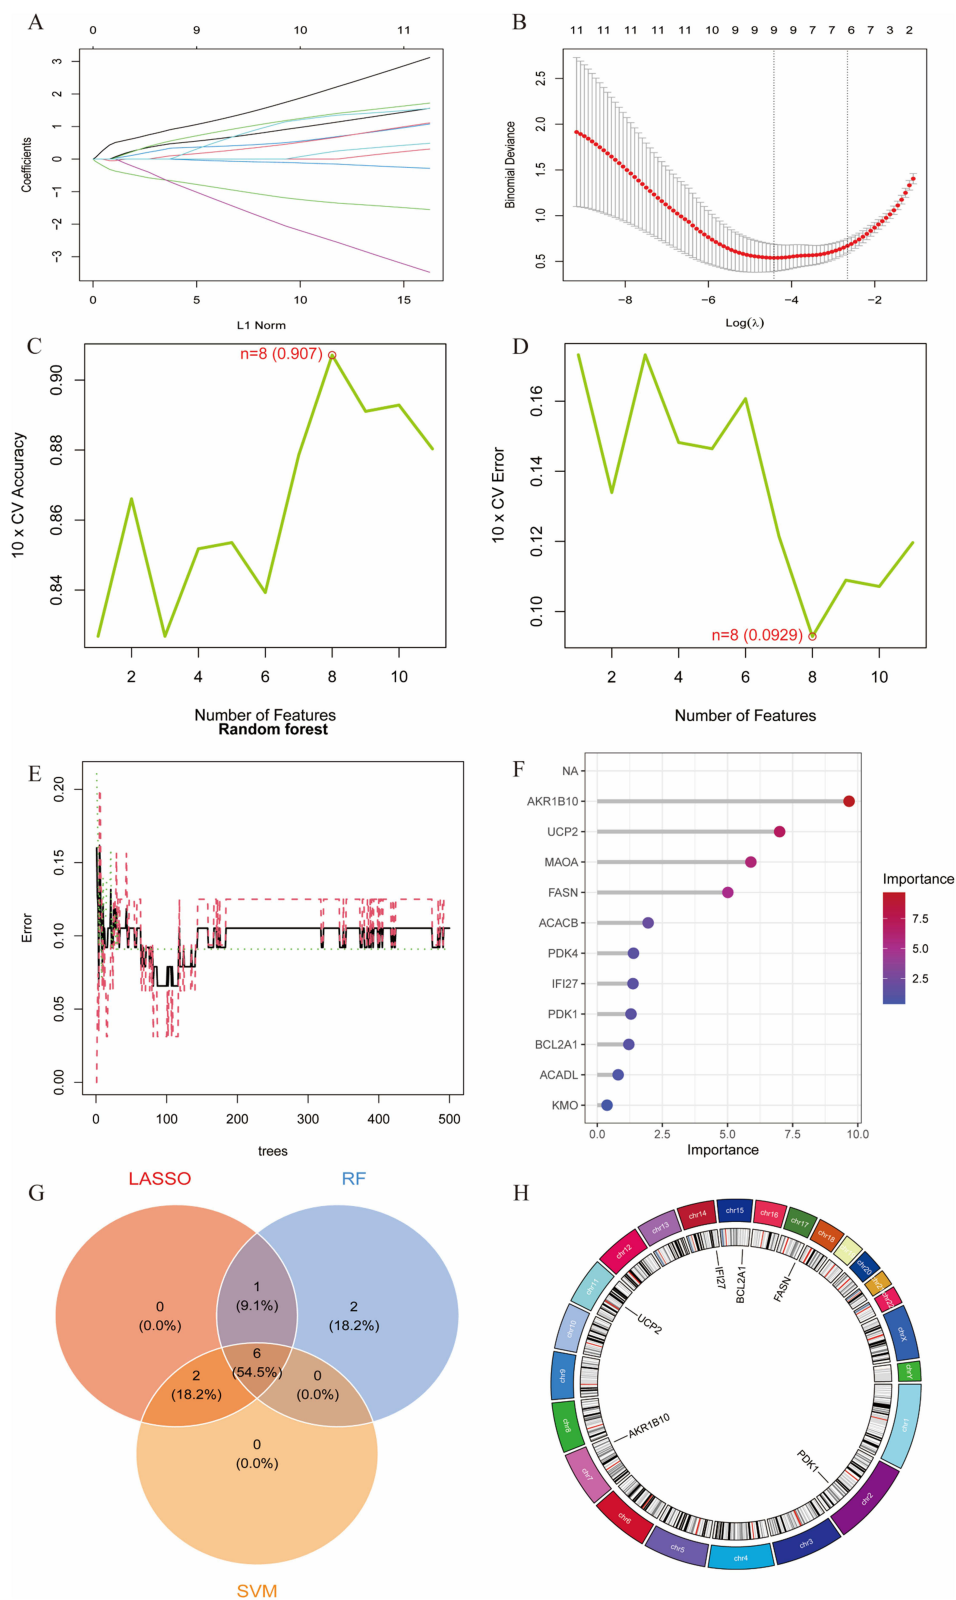 A
0 9 10 11
Coefficients
3
2
1
0
−1
−2
−3
0 5 10 15
L1 Norm
B
11 11 11 11 11 10 9 9 9 9 7 7 6 7 3 2
Binomial Deviance
2.5
2.0
1.5
1.0
0.5
−8 −6 −4 −2
Log(λ)
C
n=8 (0.907)
10 x CV Accuracy
0.90
0.88
0.86
0.84
2 4 6 8 10
Number of Features
D
10 x CV Error
0.16
0.14
0.12
0.10
n=8 (0.0929)
2 4 6 8 10
Number of Features
Random forest
E
Error
0.20
0.15
0.10
0.05
0.00
0 100 200 300 400 500
trees
F
NA
AKR1B10
UCP2
MAOA
FASN
ACACB
PDK4
IFI27
PDK1
BCL2A1
ACADL
KMO
0.0 2.5 5.0 7.5 10.0
Importance
Importance
7.5
5.0
2.5
G
LASSO
RF
0
(0.0%)
1
(9.1%)
2
(18.2%)
2
(18.2%)
6
(54.5%)
0
(0.0%)
0
(0.0%)
SVM
H
chr1
chr2
chr3
chr4
chr5
chr6
chr7
chr8
chr9
chr10
chr11
chr12
chr13
chr14
chr15
chr16
chr17
chr18
chr20
chr22
chrX
chrY
IFI27
BCL2A1
FASN
UCP2
AKR1B10
PDK1